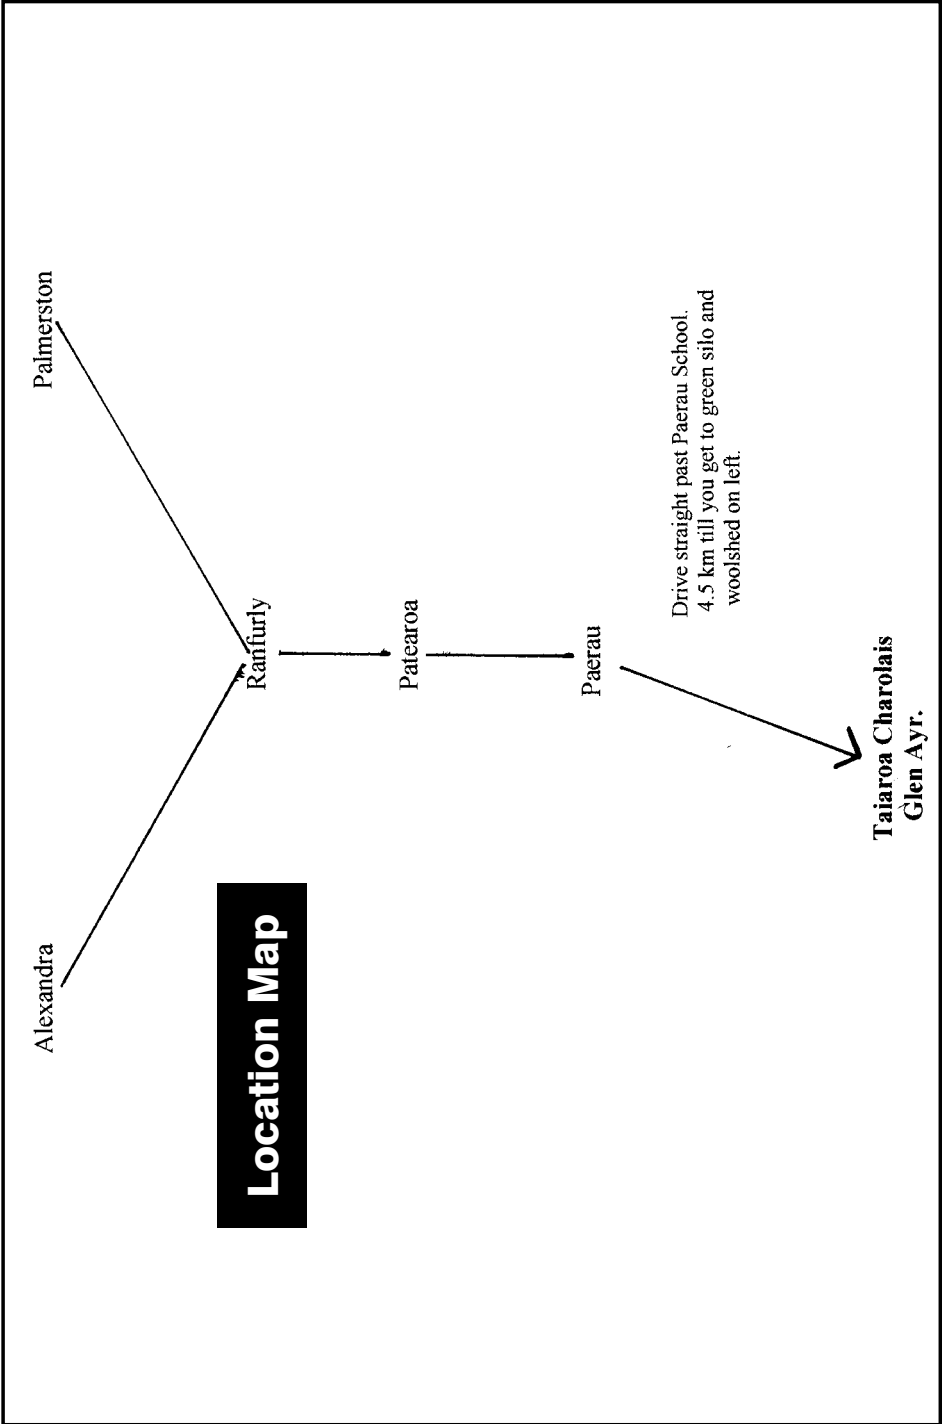 Alexandra
Palmerston
Location Map
Ranfurly
Patearoa
Paerau
Drive straight past Paerau School.
4.5 km till you get to green silo and
woolshed on left.
Taiaroa Charolais
Glen Ayr.